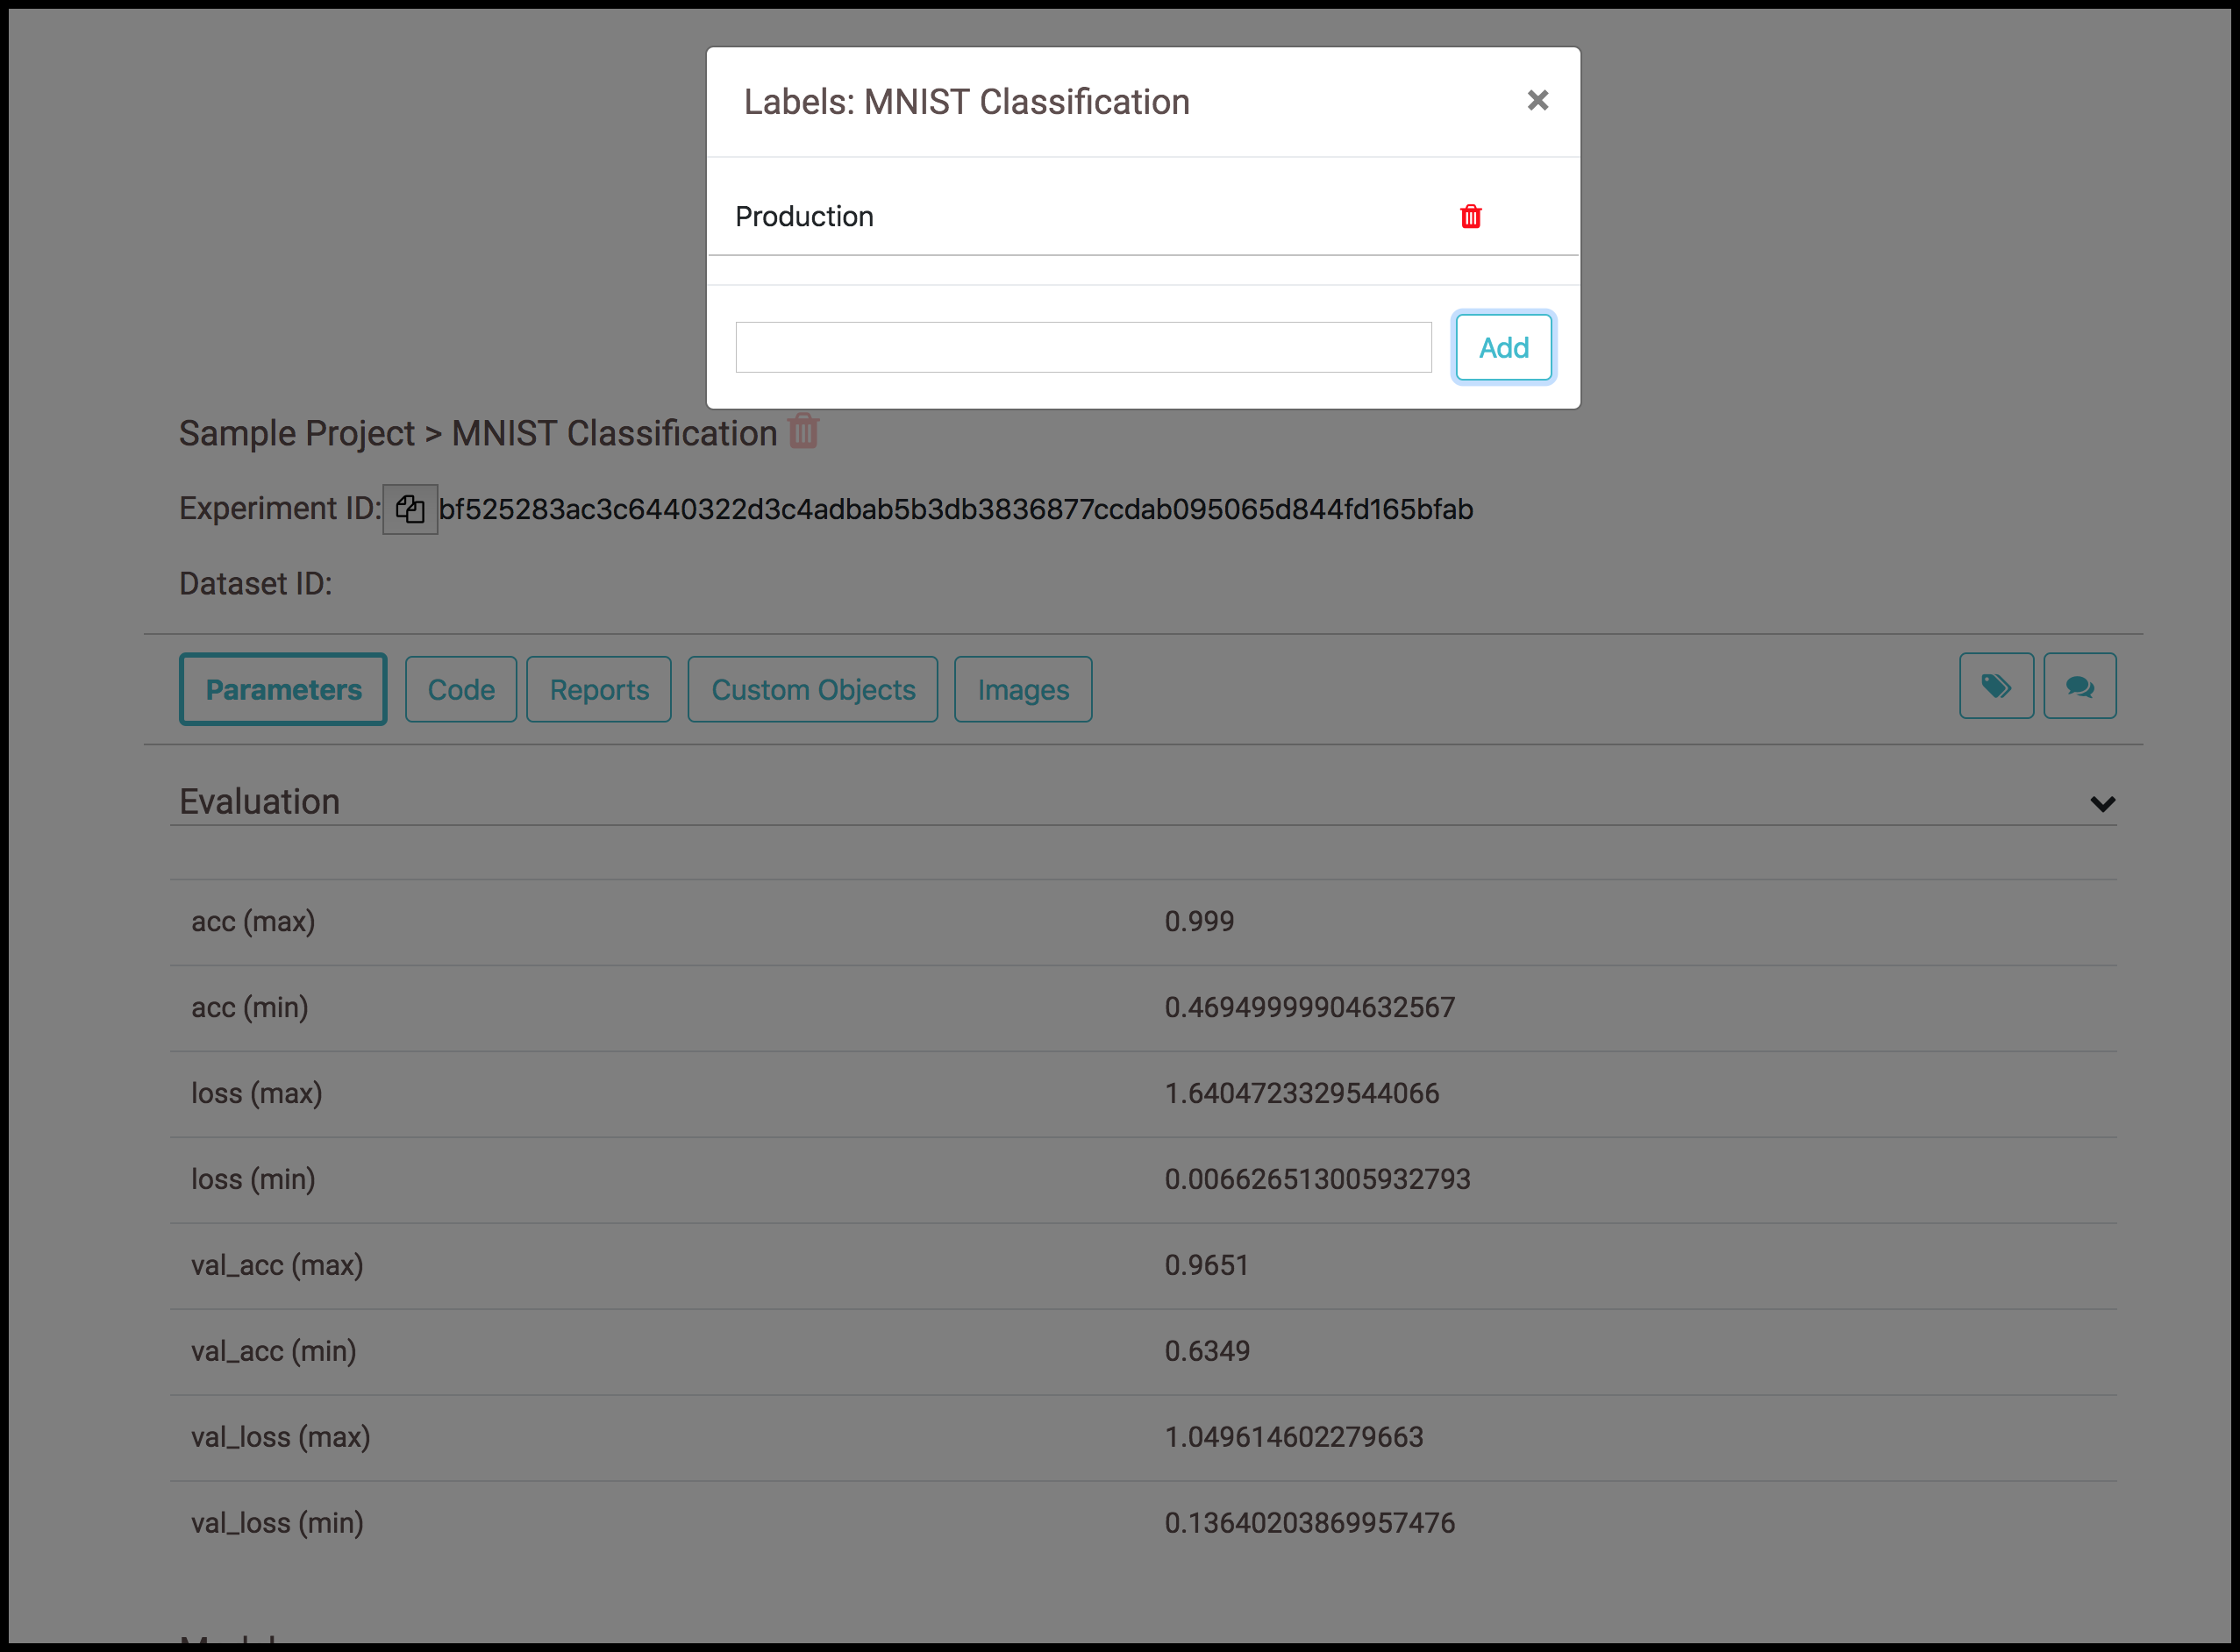 Labels: MNIST Classification ×
Production
Add
Sample Project > MNIST Classification
Experiment ID: bf525283ac3c6440322d3c4adbab5b3db3836877ccdab095065d844fd165bfab
Dataset ID:
Parameters Code Reports Custom Objects Images
Evaluation
acc (max) 0.999
acc (min) 0.46949999904632567
loss (max) 1.6404723329544066
loss (min) 0.006626513005932793
val_acc (max) 0.9651
val_acc (min) 0.6349
val_loss (max) 1.049614602279663
val_loss (min) 0.13640203869957476